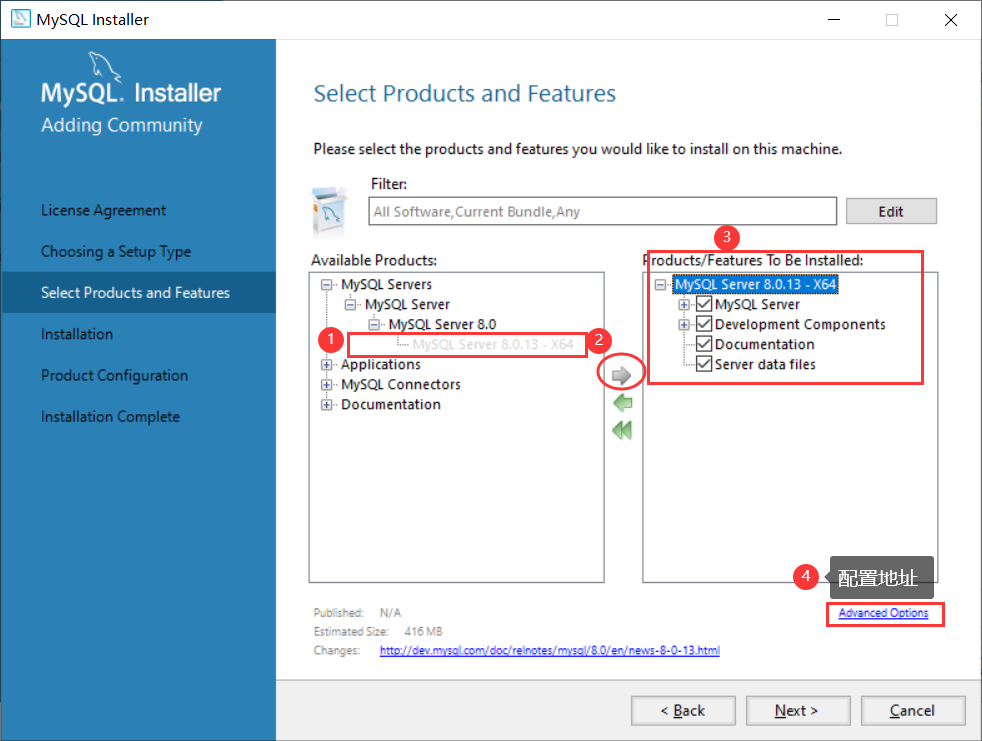 MySQL Installer
MySQL. Installer
Adding Community
License Agreement
Choosing a Setup Type
Select Products and Features
Installation
Product Configuration
Installation Complete
Select Products and Features
Please select the products and features you would like to install on this machine.
Filter:
All Software,Current Bundle,Any
Edit
3
Available Products:
MySQL Servers
MySQL Server
MySQL Server 8.0
1
MySQL Server 8.0.13 - X64
2
Applications
MySQL Connectors
Documentation
Products/Features To Be Installed:
MySQL Server 8.0.13 - X64
MySQL Server
Development Components
Documentation
Server data files
4
配置地址
Advanced Options
Published: N/A
Estimated Size: 416 MB
Changes: http://dev.mysql.com/doc/relnotes/mysql/8.0/en/news-8-0-13.html
< Back
Next >
Cancel